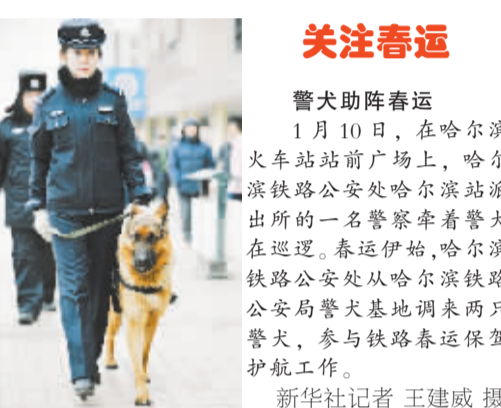 关注春运
警犬助阵春运
1月10日，在哈尔滨
火车站站前广场上，哈尔
滨铁路公安处哈尔滨站派
出所的一名警察牵着警犬
在巡逻。春运伊始，哈尔滨
铁路公安处从哈尔滨铁路
公安局警犬基地调来两只
警犬，参与铁路春运保驾
护航工作。
新华社记者 王建威 摄